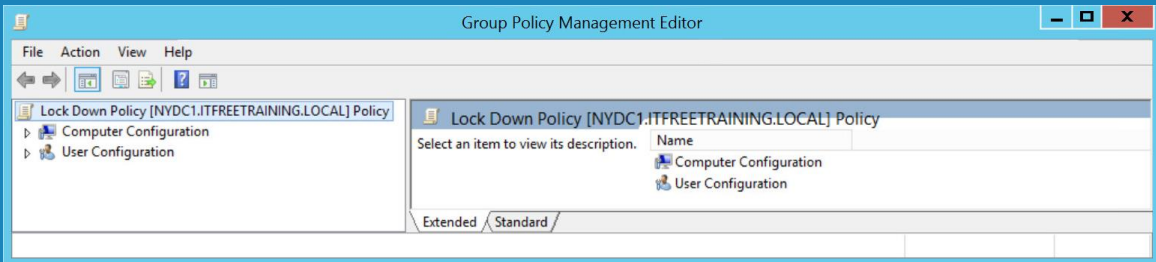 Group Policy Management Editor
File Action View Help
Lock Down Policy [NYDC1.ITFREETRAINING.LOCAL] Policy
Computer Configuration
User Configuration
Lock Down Policy [NYDC1.ITFREETRAINING.LOCAL] Policy
Select an item to view its description.
Name
Computer Configuration
User Configuration
Extended Standard